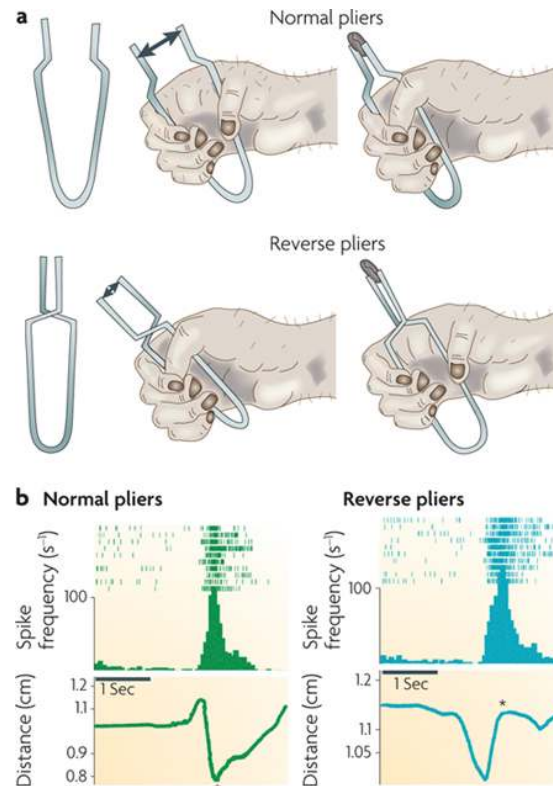 a
Normal pliers
Reverse pliers
b Normal pliers
Reverse pliers
Spike
frequency (s⁻¹)
100
1 Sec
Distance (cm)
1.2
1.1
0.9
0.8
Spike
frequency (s⁻¹)
100
1 Sec
Distance (cm)
1.2
1.1
1.05
*